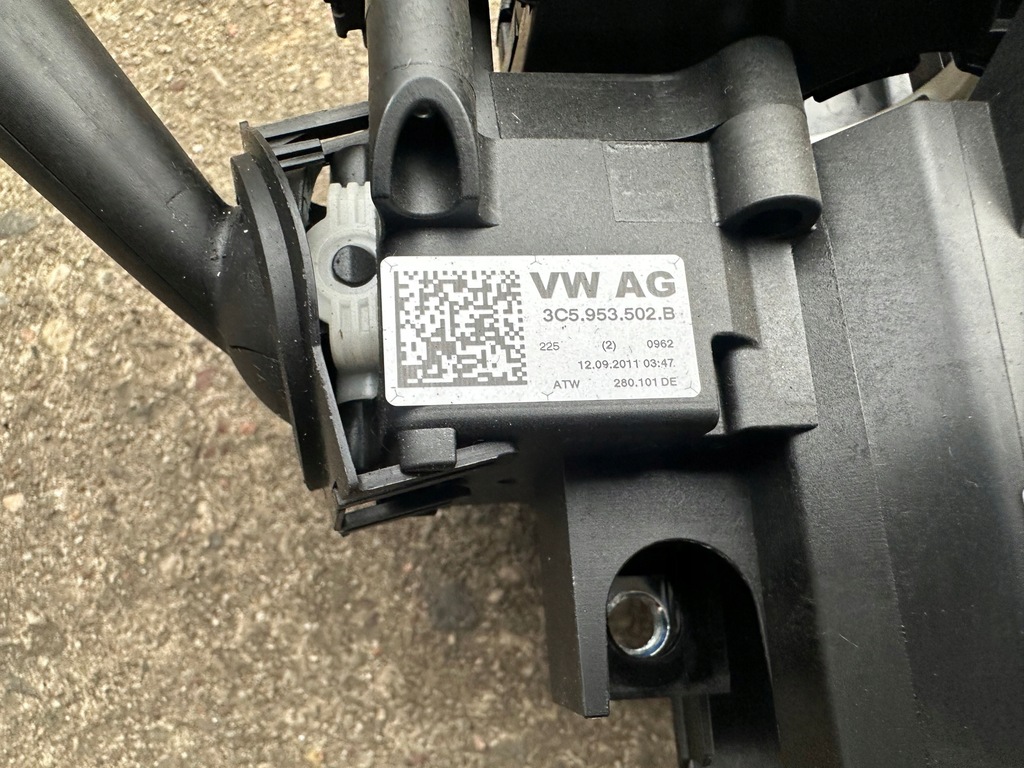 VW AG
3C5.953.502.B
225 (2) 0962
12.09.2011 03:47
ATW 280.101 DE